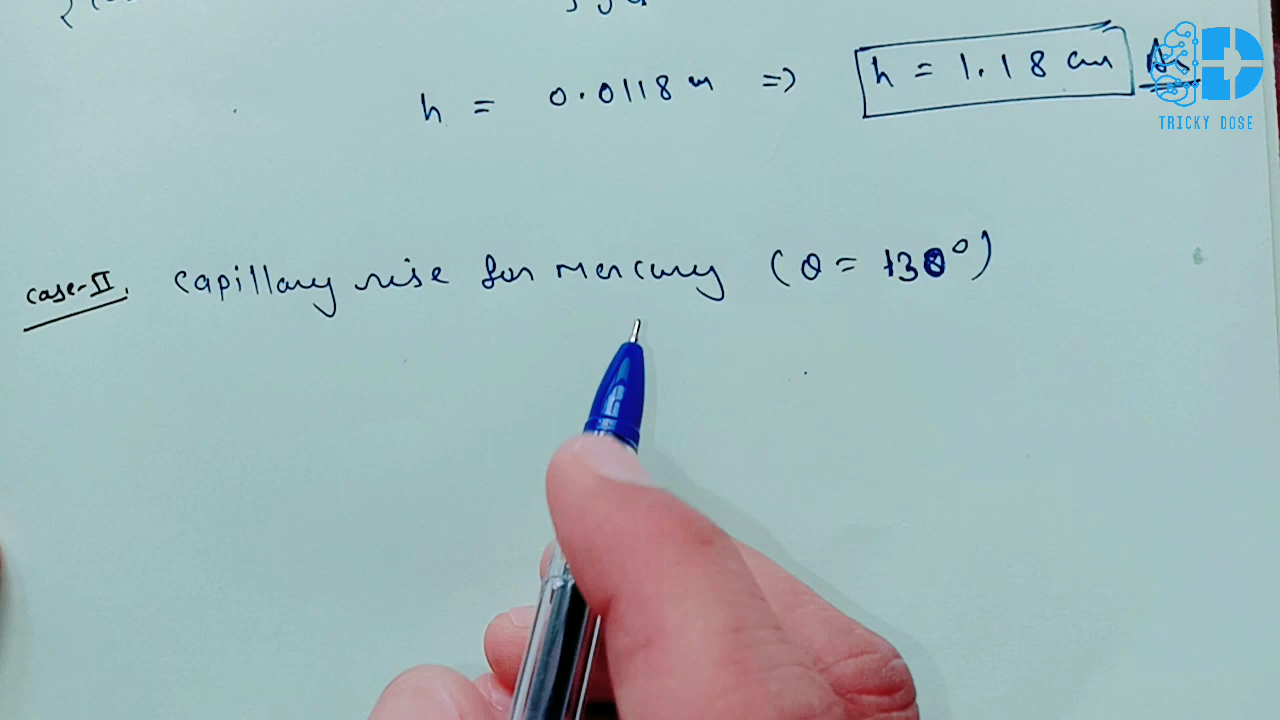 h = 0.0118 m => h = 1.18 cm
TRICKY DOSE
Case-II. Capillary rise for mercury (θ = 130°)